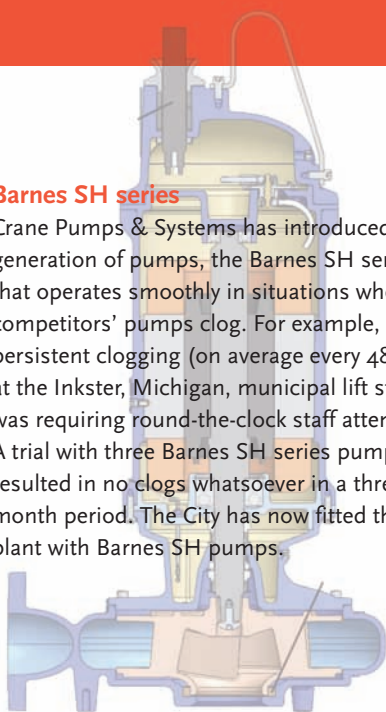 Barnes SH series
Crane Pumps & Systems has introduced
generation of pumps, the Barnes SH
that operates smoothly in situations
competitors' pumps clog. For example,
persistent clogging (on average every
at the Inkster, Michigan, municipal lift
was requiring round-the-clock staff
A trial with three Barnes SH series
resulted in no clogs whatsoever in a
month period. The City has now fitted
plant with Barnes SH pumps.